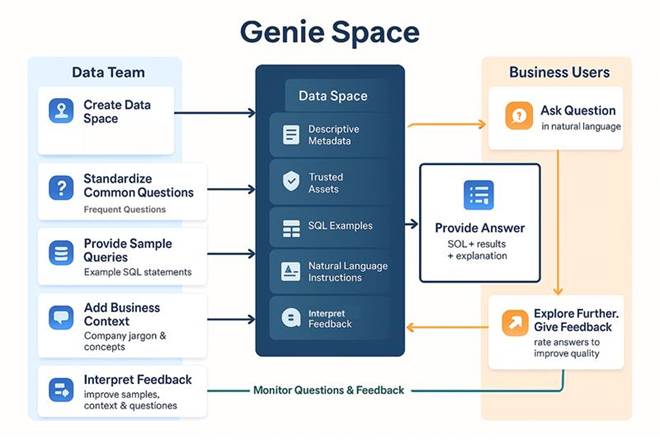 Genie Space
Data Team
Create Data
Space
Standardize
Common Questions
Frequent Questions
Provide Sample
Queries
Example SQL statements
Add Business
Context
Company jargon &
concepts
Interpret Feedback
improve samples,
context & questiones
Data Space
Descriptive
Metadata
Trusted
Assets
SQL Examples
Natural Language
Instructions
Interpret
Feedback
Provide Answer
SOL + results
+ explanation
Business Users
Ask Question
in natural language
Explore Further.
Give Feedback
rate answers to
improve quality
Monitor Questions & Feedback